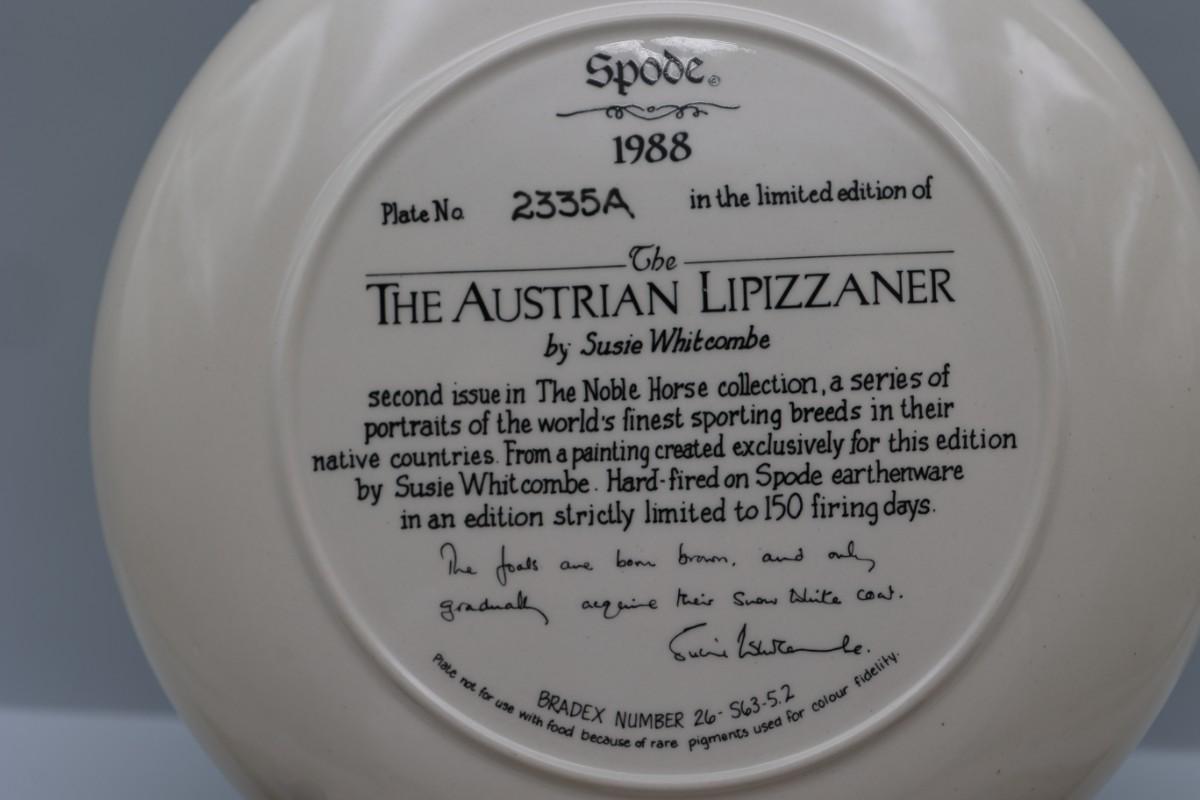 Spode®
1988
Plate No. 2335A in the limited edition of
The
THE AUSTRIAN LIPIZZANER
by Susie Whitcombe
second issue in The Noble Horse collection, a series of
portraits of the world's finest sporting breeds in their
native countries. From a painting created exclusively for this edition
by Susie Whitcombe. Hard-fired on Spode earthenware
in an edition strictly limited to 150 firing days.
The foals are born brown, and only
gradually acquire their snow white coat.
Susie Whitcombe.
BRADEX NUMBER 26-S63-5.2
Plate not for use with food because of rare pigments used for colour fidelity.